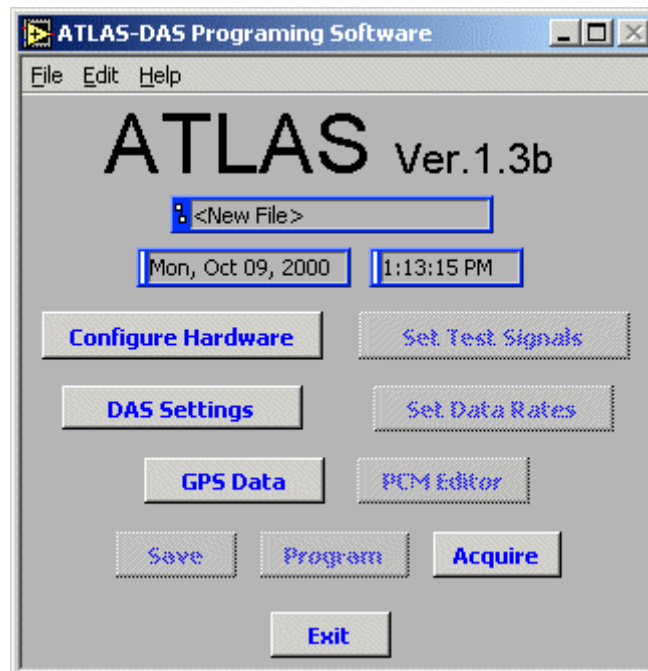 ATLAS-DAS Programing Software
File Edit Help
ATLAS Ver.1.3b
<New File>
Mon, Oct 09, 2000 1:13:15 PM
Configure Hardware Set Test Signals
DAS Settings Set Data Rates
GPS Data PCM Editor
Save Program Acquire
Exit